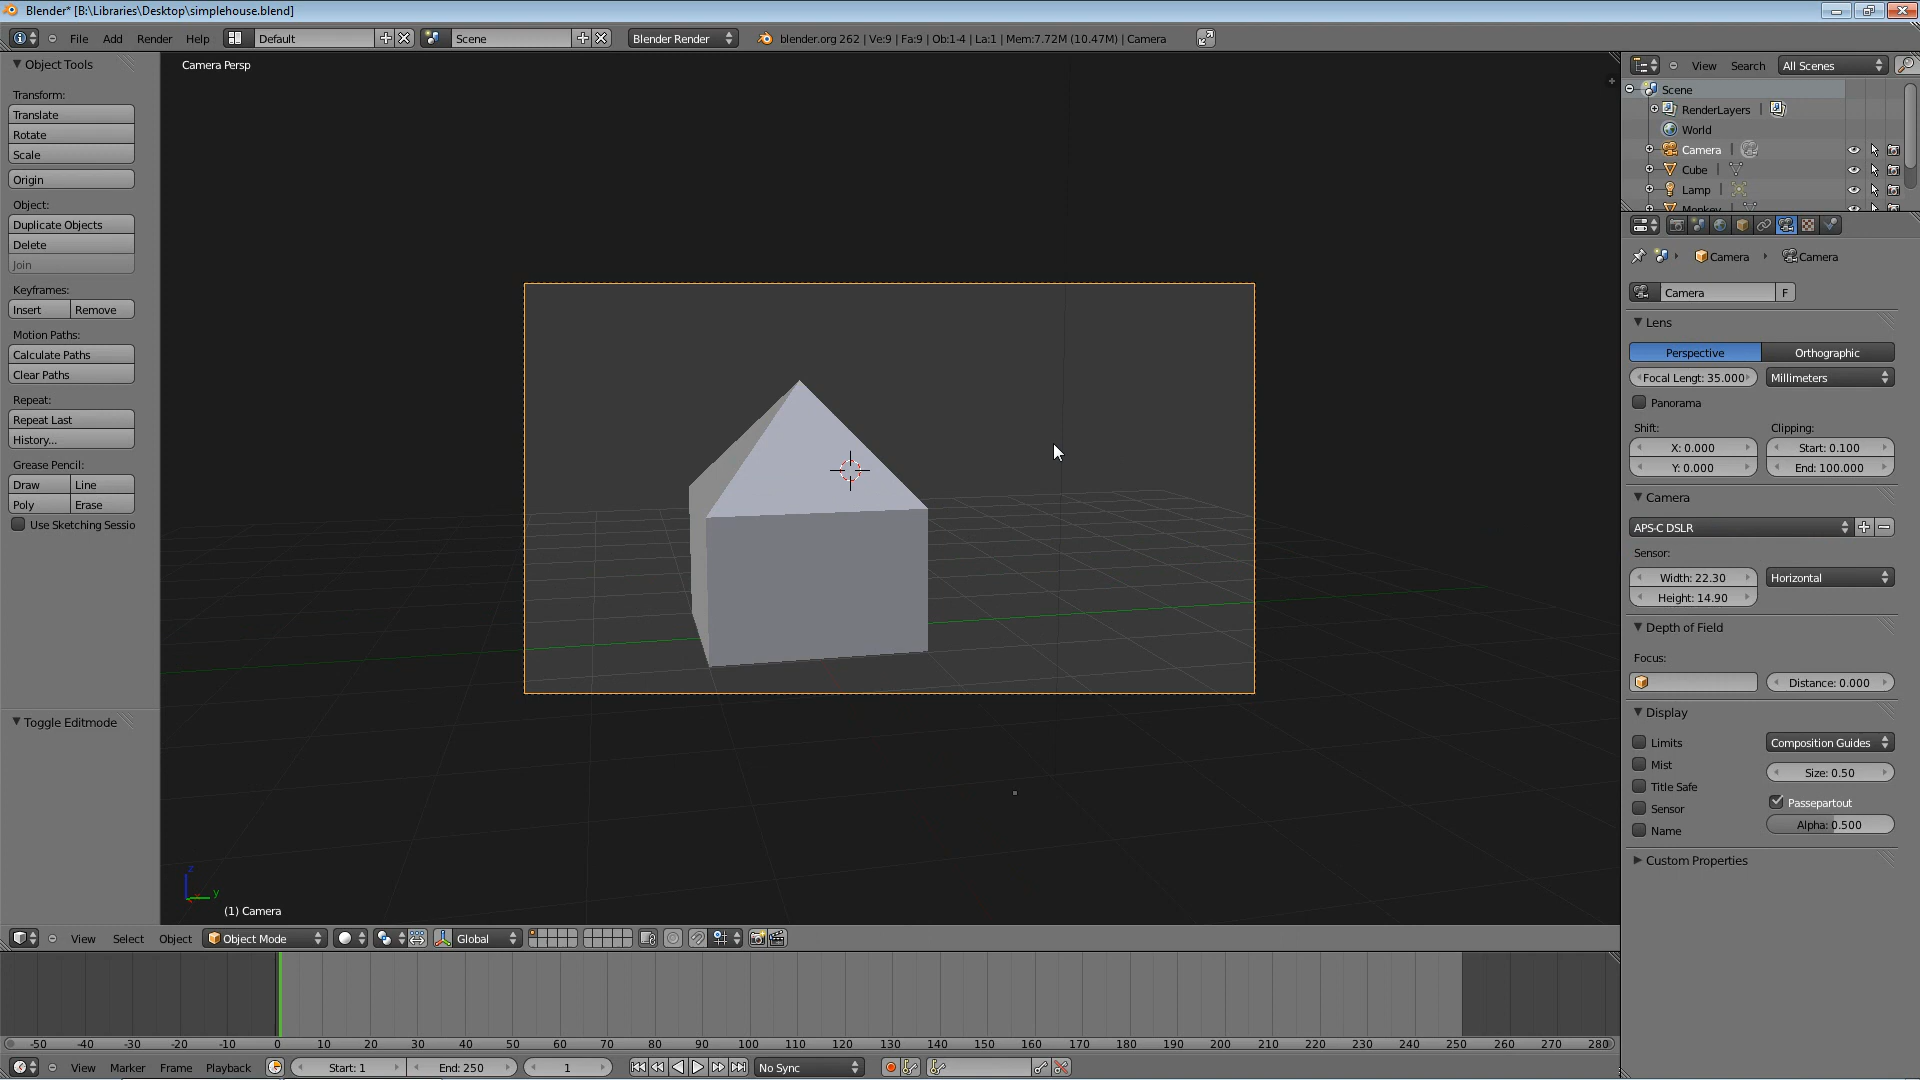 Blender* [B:\Libraries\Desktop\simplehouse.blend]
File Add Render Help Default Scene Blender Render blender.org 262 | Ve:9 | Fa:9 | Ob:1-4 | La:1 | Mem:7.72M (10.47M) | Camera
Object Tools
Transform:
Translate
Rotate
Scale
Origin
Object:
Duplicate Objects
Delete
Join
Keyframes:
Insert Remove
Motion Paths:
Calculate Paths
Clear Paths
Repeat:
Repeat Last
History...
Grease Pencil:
Draw Line
Poly Erase
Use Sketching Sessio
Toggle Editmode
Camera Persp
z
y
(1) Camera
View Search All Scenes
Scene
RenderLayers |
World
Camera |
Cube |
Lamp |
Monkey
Camera Camera
Camera F
Lens
Perspective Orthographic
Focal Lengt: 35.000 Millimeters
Panorama
Shift: Clipping:
X: 0.000 Start: 0.100
Y: 0.000 End: 100.000
Camera
APS-C DSLR
Sensor:
Width: 22.30 Horizontal
Height: 14.90
Depth of Field
Focus:
Distance: 0.000
Display
Limits Composition Guides
Mist Size: 0.50
Title Safe
Passepartout
Sensor
Alpha: 0.500
Name
Custom Properties
View Select Object Object Mode Global
-50 -40 -30 -20 -10 0 10 20 30 40 50 60 70 80 90 100 110 120 130 140 150 160 170 180 190 200 210 220 230 240 250 260 270 280
View Marker Frame Playback Start: 1 End: 250 1 No Sync